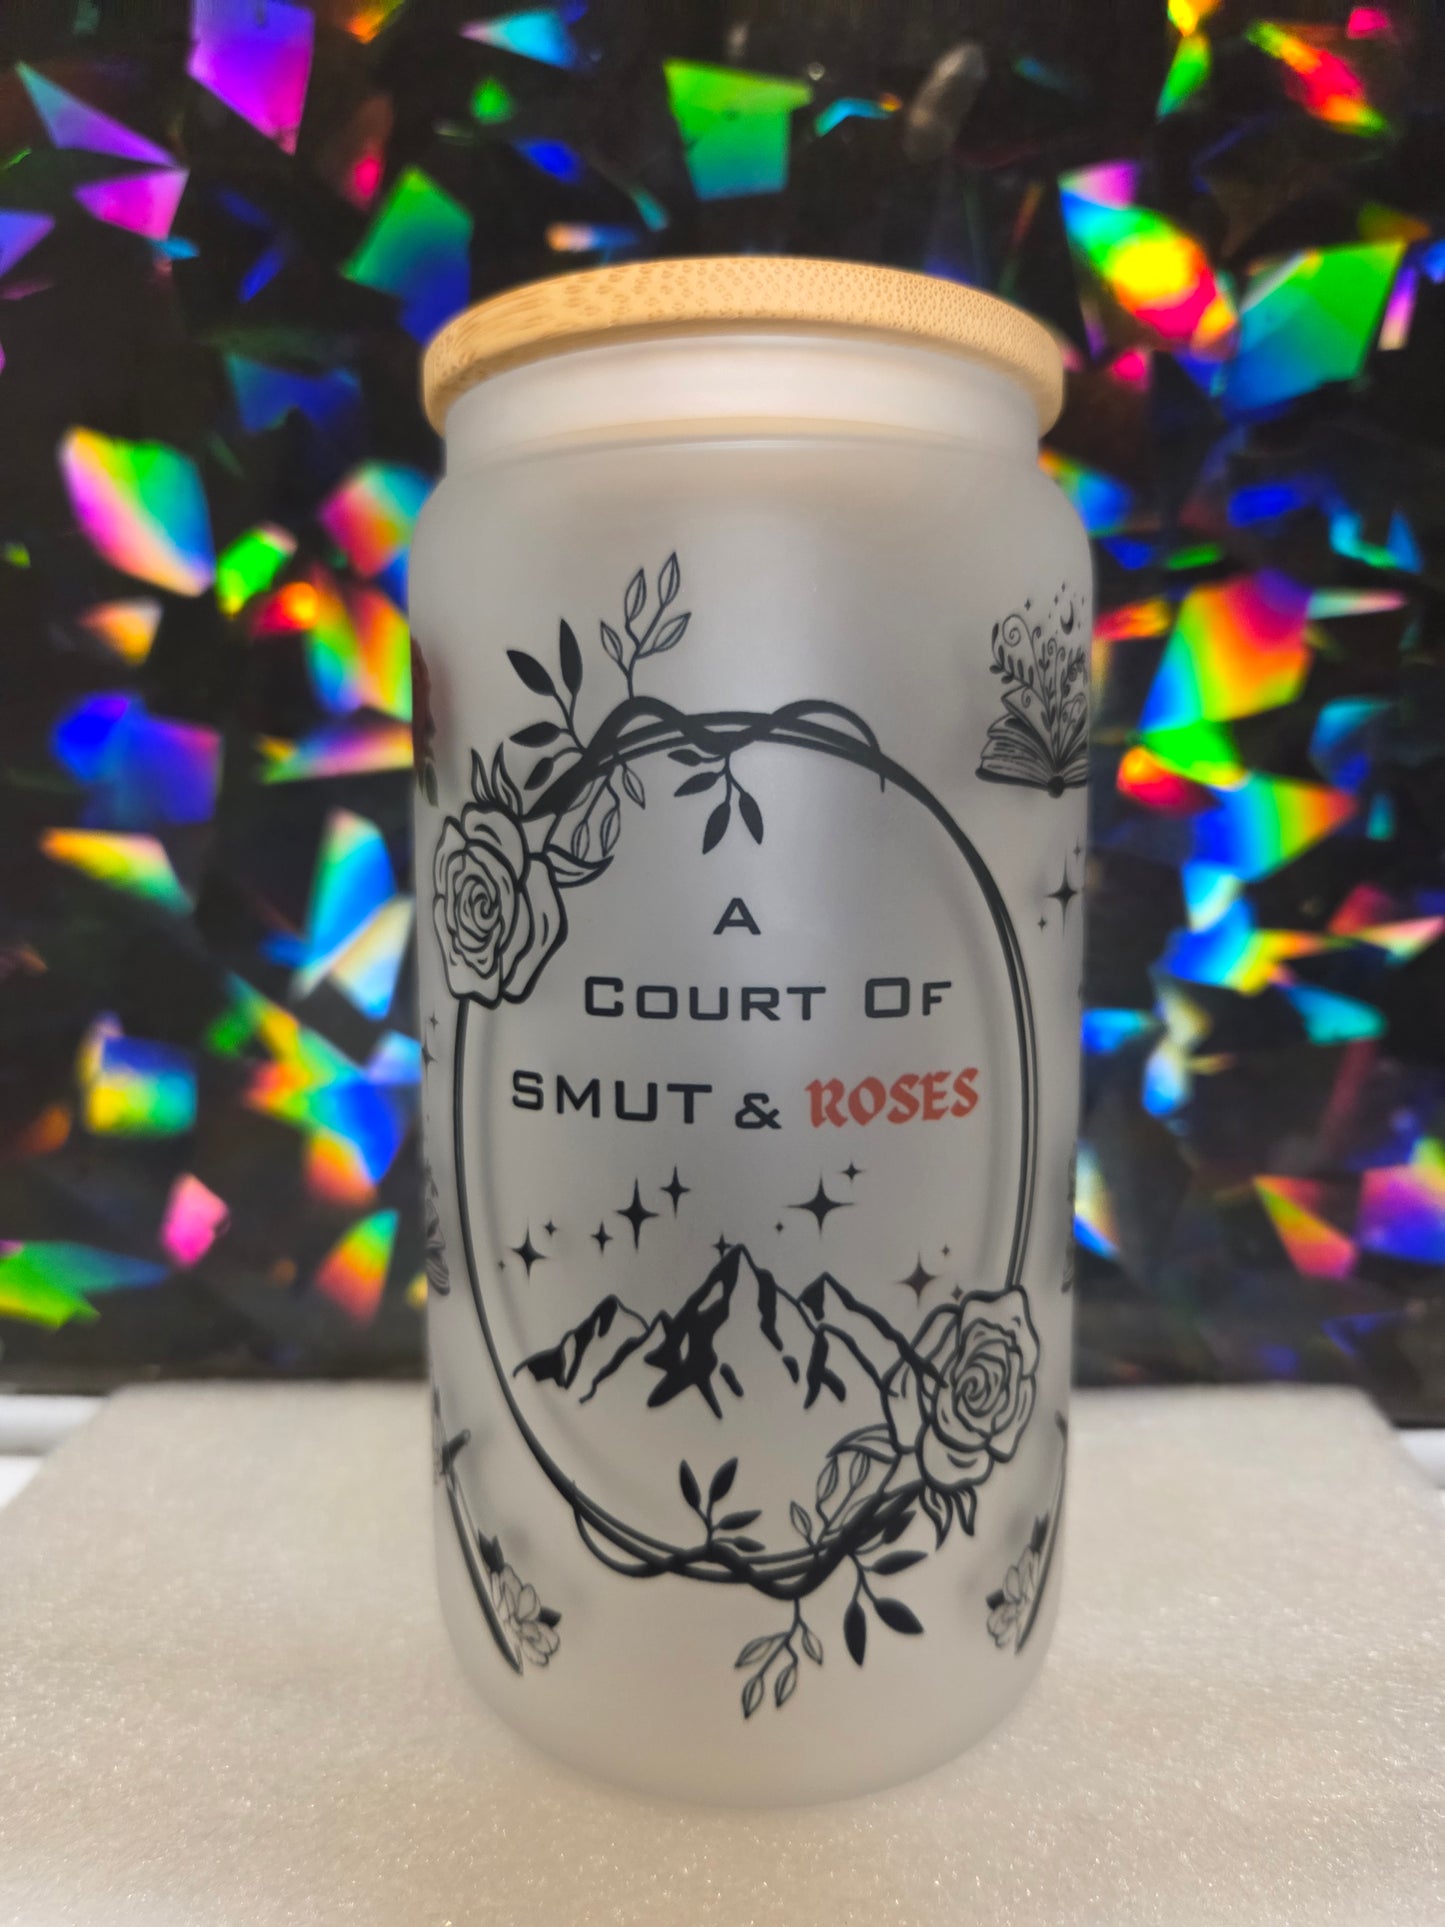 A
COURT OF
SMUT & ROSES